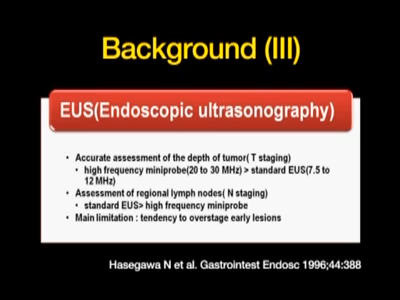 Background (III)
EUS(Endoscopic ultrasonography)
• Accurate assessment of the depth of tumor( T staging)
• high frequency miniprobe(20 to 30 MHz) > standard EUS(7.5 to
12 MHz)
• Assessment of regional lymph nodes( N staging)
• standard EUS> high frequency miniprobe
• Main limitation : tendency to overstage early lesions
Hasegawa N et al. Gastrointest Endosc 1996;44:388